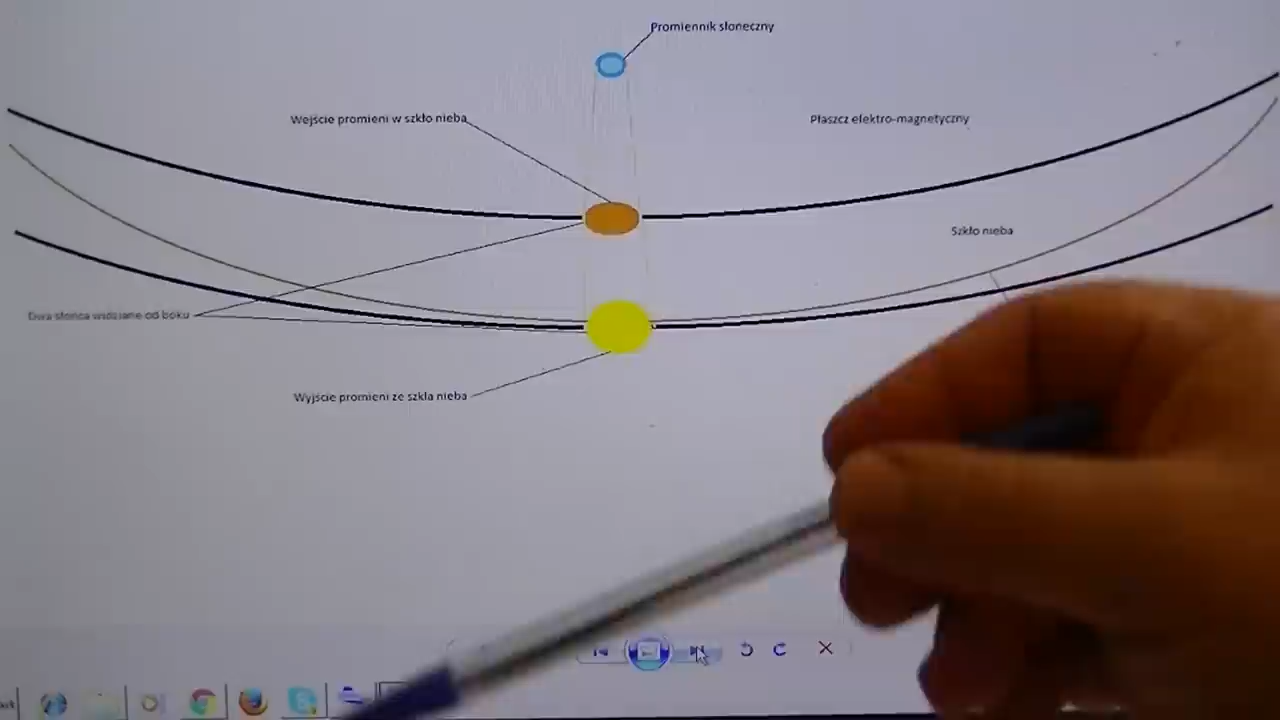 Promiennik słoneczny
Wejście promieni w szkło nieba
Płaszcz elektro-magnetyczny
Szkło nieba
Dwa słońca widziane od boku
Wyjście promieni ze szkła nieba